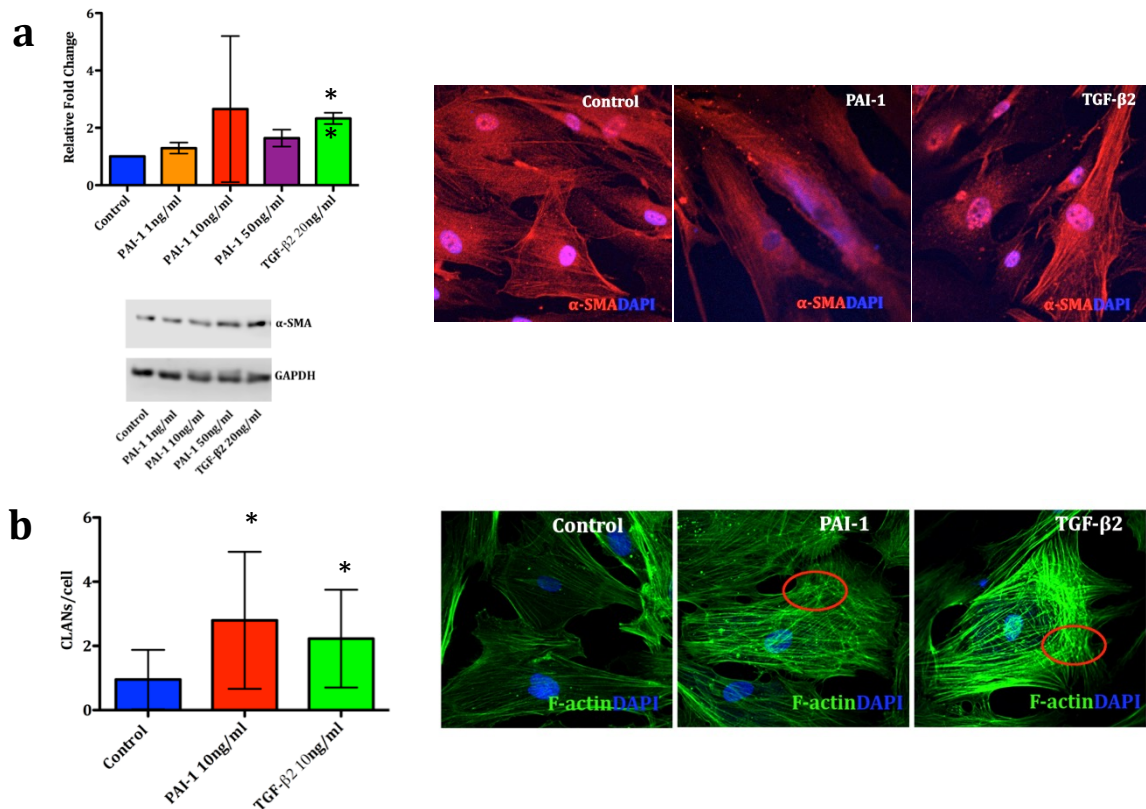 a
Relative Fold Change
6
4
2
0
*
*
Control
PAI-1 1ng/ml
PAI-1 10ng/ml
PAI-1 50ng/ml
TGF-β2 20ng/ml
α-SMA
GAPDH
Control
PAI-1 1ng/ml
PAI-1 10ng/ml
PAI-1 50ng/ml
TGF-β2 20ng/ml
Control
α-SMADAPI
PAI-1
α-SMADAPI
TGF-β2
α-SMADAPI
b
CLANs/cell
6
4
2
0
*
*
Control
PAI-1 10ng/ml
TGF-β2 10ng/ml
Control
F-actinDAPI
PAI-1
F-actinDAPI
TGF-β2
F-actinDAPI